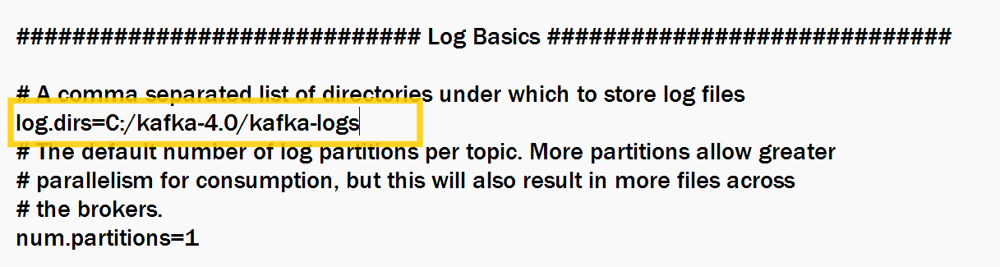 ############################# Log Basics #############################
# A comma separated list of directories under which to store log files
log.dirs=C:/kafka-4.0/kafka-logs
# The default number of log partitions per topic. More partitions allow greater
# parallelism for consumption, but this will also result in more files across
# the brokers.
num.partitions=1